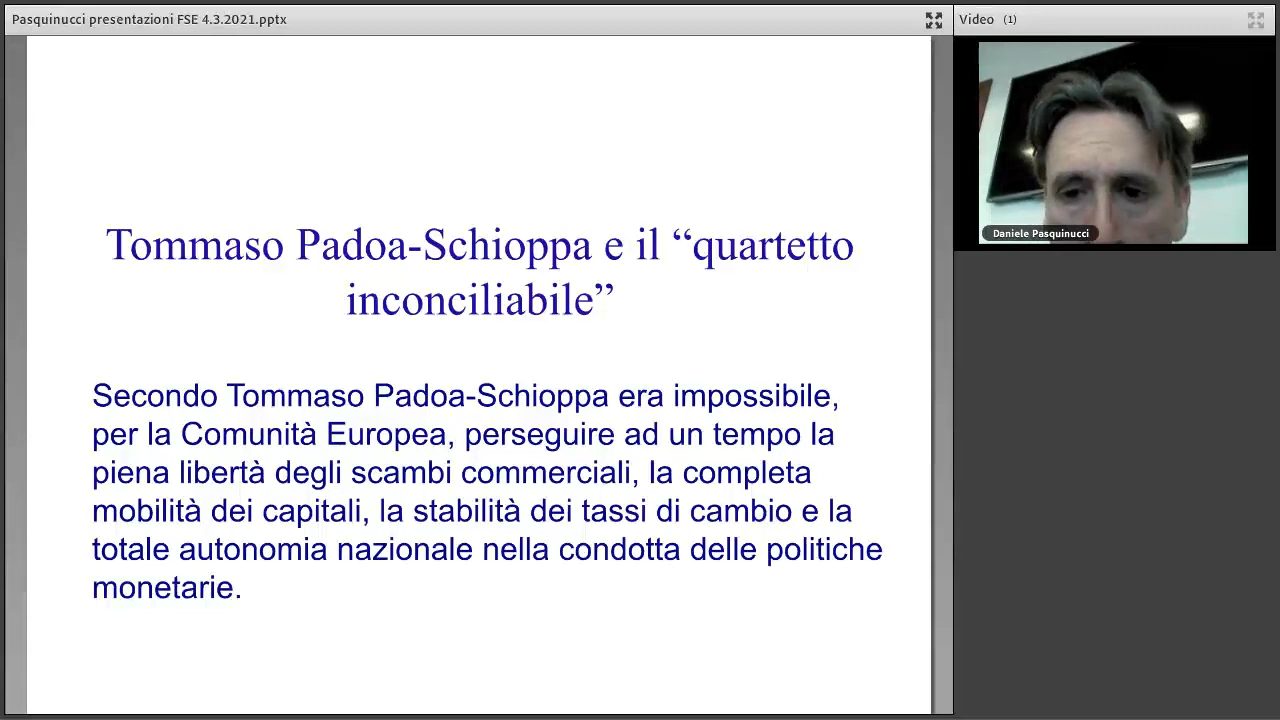 Pasquinucci presentazioni FSE 4.3.2021.pptx
Video (1)
Daniele Pasquinucci
Tommaso Padoa-Schioppa e il “quartetto
inconciliabile”
Secondo Tommaso Padoa-Schioppa era impossibile,
per la Comunità Europea, perseguire ad un tempo la
piena libertà degli scambi commerciali, la completa
mobilità dei capitali, la stabilità dei tassi di cambio e la
totale autonomia nazionale nella condotta delle politiche
monetarie.